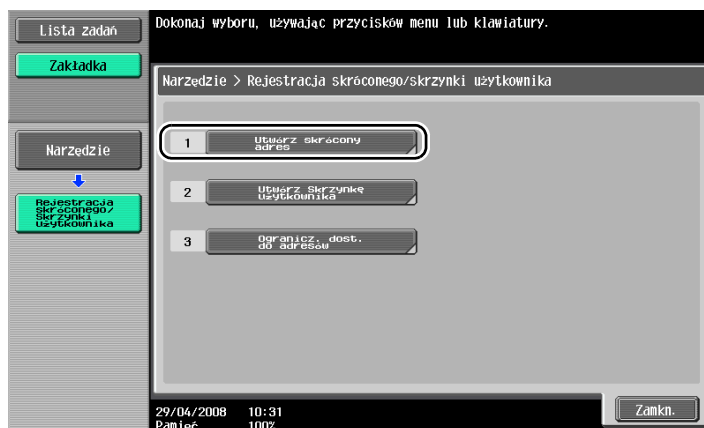 Lista zadań
Dokonaj wyboru, używając przycisków menu lub klawiatury.
Zakładka
Narzędzie > Rejestracja skróconego/skrzynki użytkownika
Narzędzie
Rejestracja
skróconego/
Skrzynki
Użytkownika
1 Utwórz skrócony
adres
2 Utwórz Skrzynkę
użytkownika
3 Ogranicz. dost.
do adresów
29/04/2008 10:31
Pamięć 100%
Zamkn.